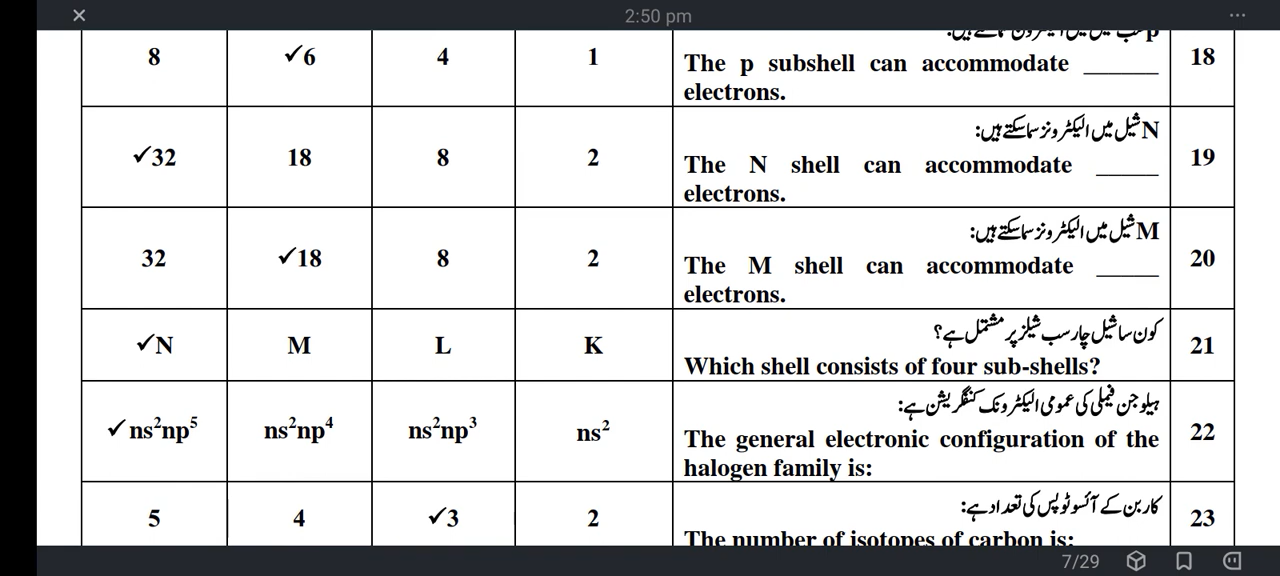 2:50 pm
8 ✓6 4 1 The p subshell can accommodate ______ 18
electrons.
N شیل میں الیکٹرونز سما سکتے ہیں:
✓32 18 8 2 The N shell can accommodate _____ 19
electrons.
M شیل میں الیکٹرونز سما سکتے ہیں:
32 ✓18 8 2 The M shell can accommodate _____ 20
electrons.
کون سا شیل چار سب شیلز پر مشتمل ہے؟
✓N M L K Which shell consists of four sub-shells? 21
ہیلوجن فیملی کی عمومی الیکٹرونک کنفگریشن ہے:
✓ns²np⁵ ns²np⁴ ns²np³ ns² The general electronic configuration of the 22
halogen family is:
کاربن کے آئسوٹوپس کی تعداد ہے:
5 4 ✓3 2 The number of isotopes of carbon is: 23
7/29